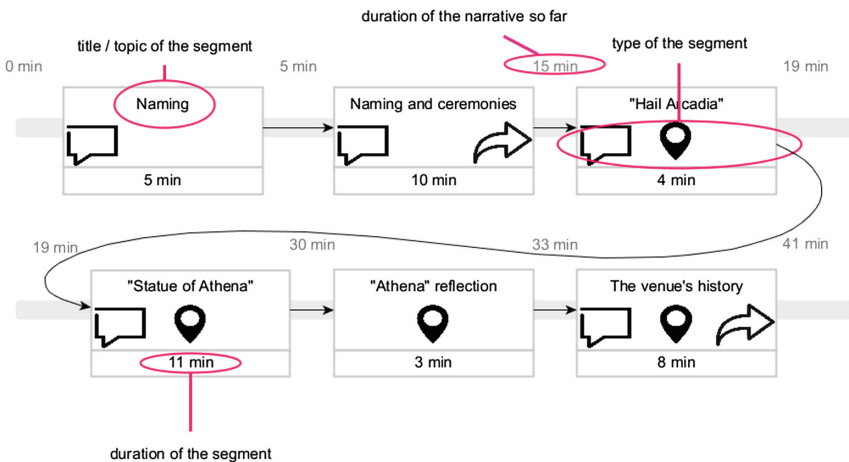 duration of the narrative so far
title / topic of the segment
type of the segment
0 min
5 min
15 min
19 min
Naming
Naming and ceremonies
"Hail Arcadia"
5 min
10 min
4 min
19 min
30 min
33 min
41 min
"Statue of Athena"
"Athena" reflection
The venue's history
11 min
3 min
8 min
duration of the segment